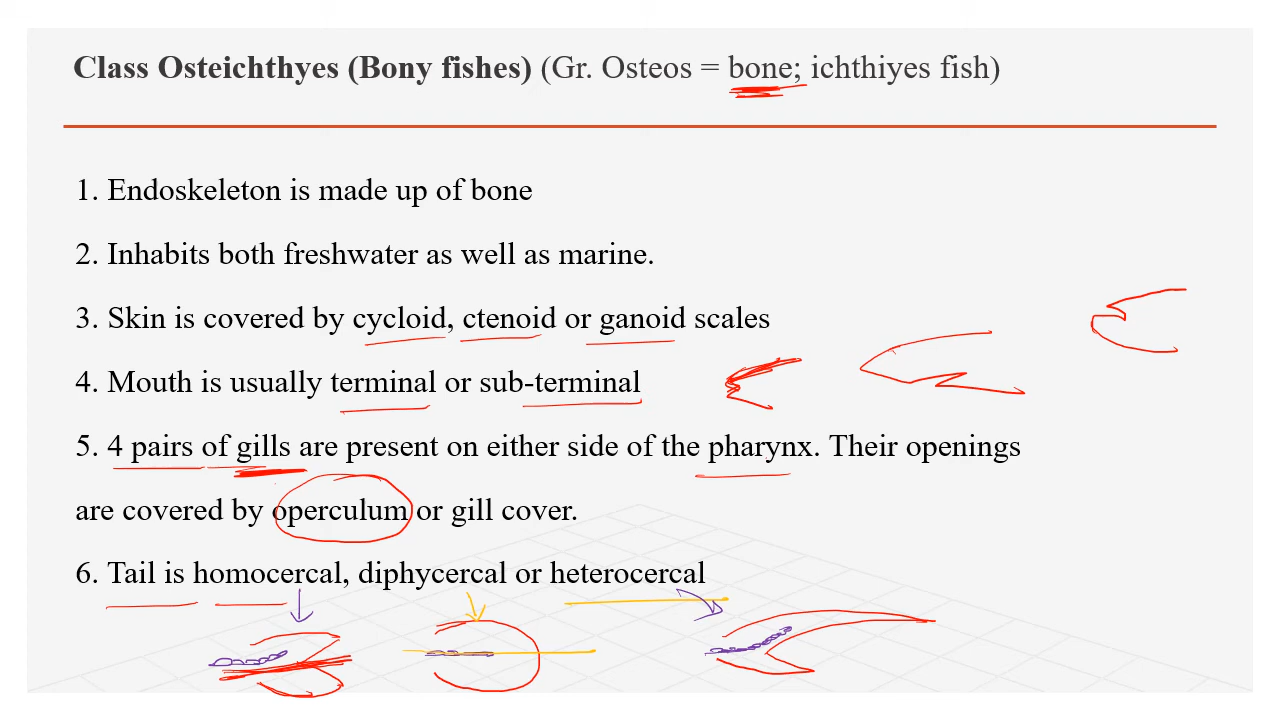 Class Osteichthyes (Bony fishes) (Gr. Osteos = bone; ichthiyes fish)
1. Endoskeleton is made up of bone
2. Inhabits both freshwater as well as marine.
3. Skin is covered by cycloid, ctenoid or ganoid scales
4. Mouth is usually terminal or sub-terminal
5. 4 pairs of gills are present on either side of the pharynx. Their openings
are covered by operculum or gill cover.
6. Tail is homocercal, diphycercal or heterocercal